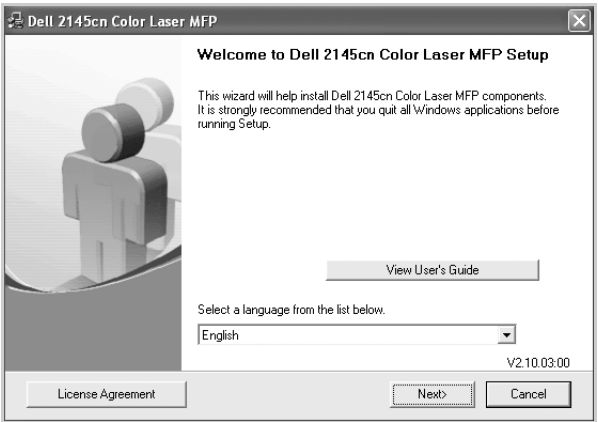 Dell 2145cn Color Laser MFP
Welcome to Dell 2145cn Color Laser MFP Setup
This wizard will help install Dell 2145cn Color Laser MFP components.
It is strongly recommended that you quit all Windows applications before
running Setup.
View User's Guide
Select a language from the list below.
English
V2.10.03:00
License Agreement
Next>
Cancel